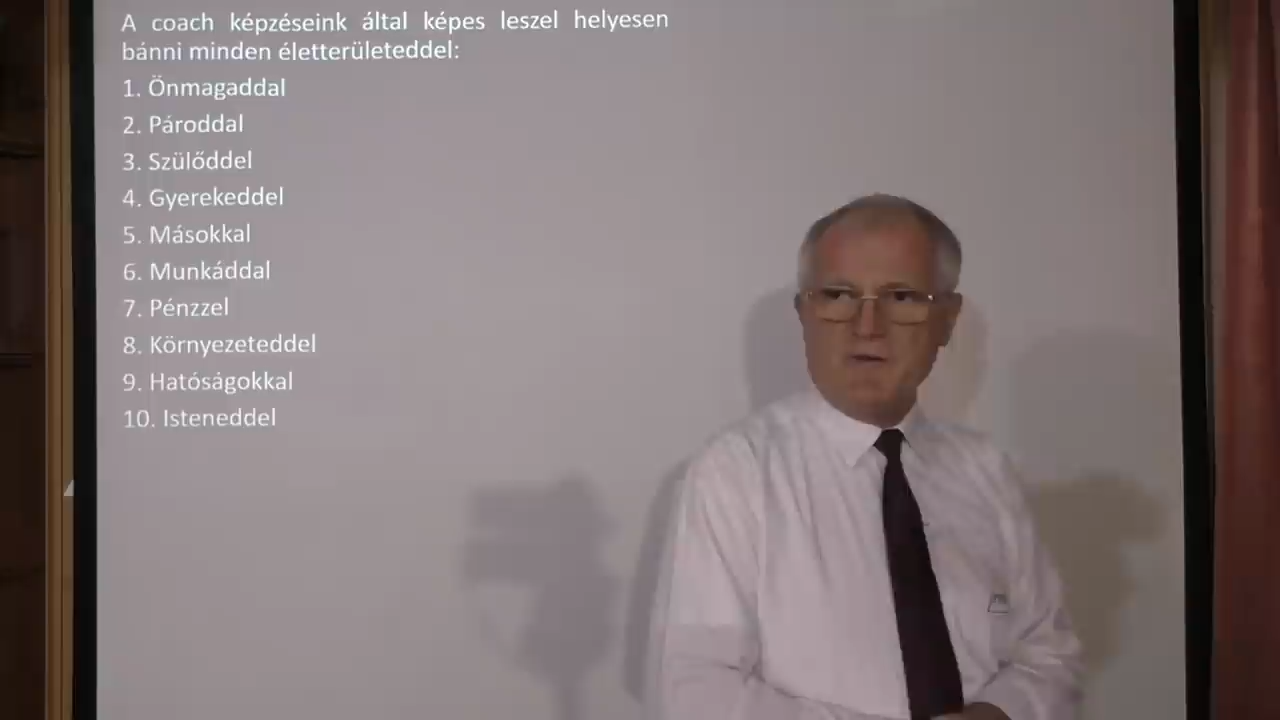 A coach képzéseink által képes leszel helyesen
bánni minden életterületeddel:
1. Önmagaddal
2. Pároddal
3. Szülőddel
4. Gyerekeddel
5. Másokkal
6. Munkáddal
7. Pénzzel
8. Környezeteddel
9. Hatóságokkal
10. Isteneddel